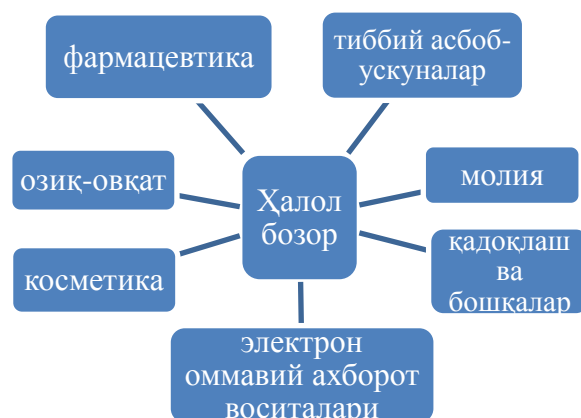 фармацевтика
тиббий асбоб-
ускуналар
озиқ-овқат
Ҳалол
бозор
молия
косметика
қадоқлаш
ва
бошқалар
электрон
оммавий ахборот
воситалари